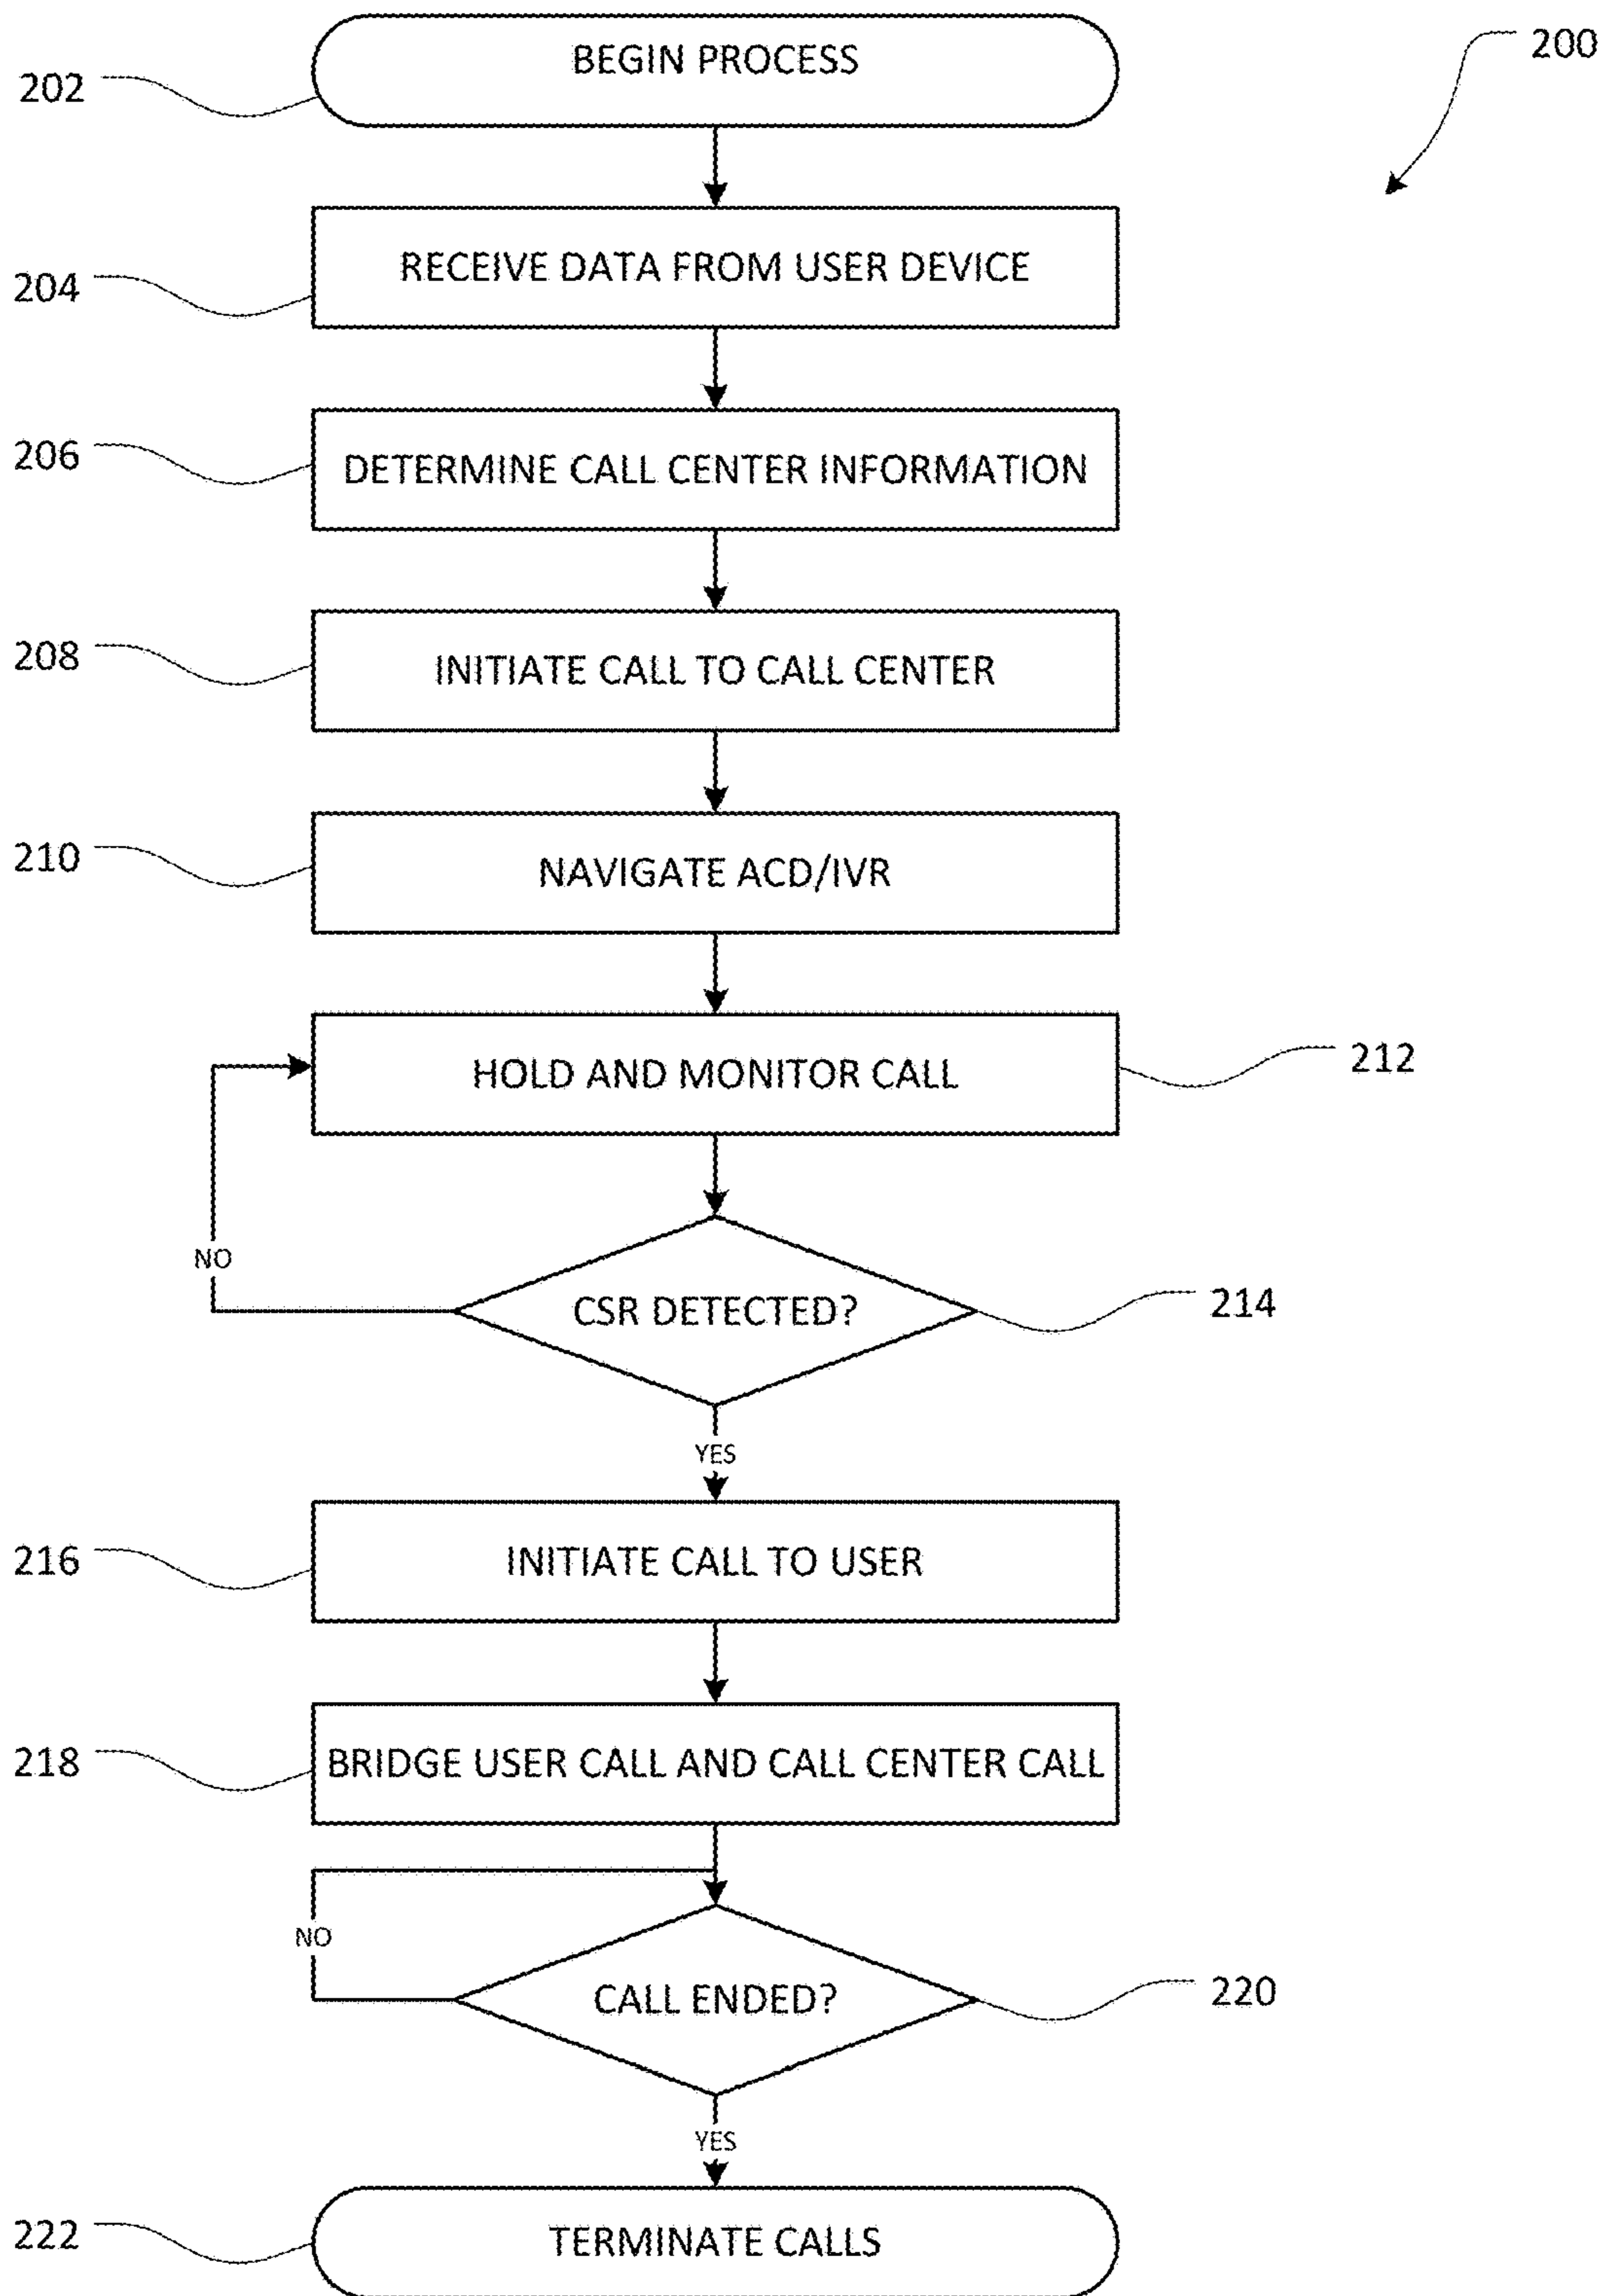 BEGIN PROCESS
200
202
RECEIVE DATA FROM USER DEVICE
204
DETERMINE CALL CENTER INFORMATION
206
INITIATE CALL TO CALL CENTER
208
NAVIGATE ACD/IVR
210
HOLD AND MONITOR CALL
212
NO
CSR DETECTED?
214
YES
INITIATE CALL TO USER
216
BRIDGE USER CALL AND CALL CENTER CALL
218
NO
CALL ENDED?
220
YES
TERMINATE CALLS
222